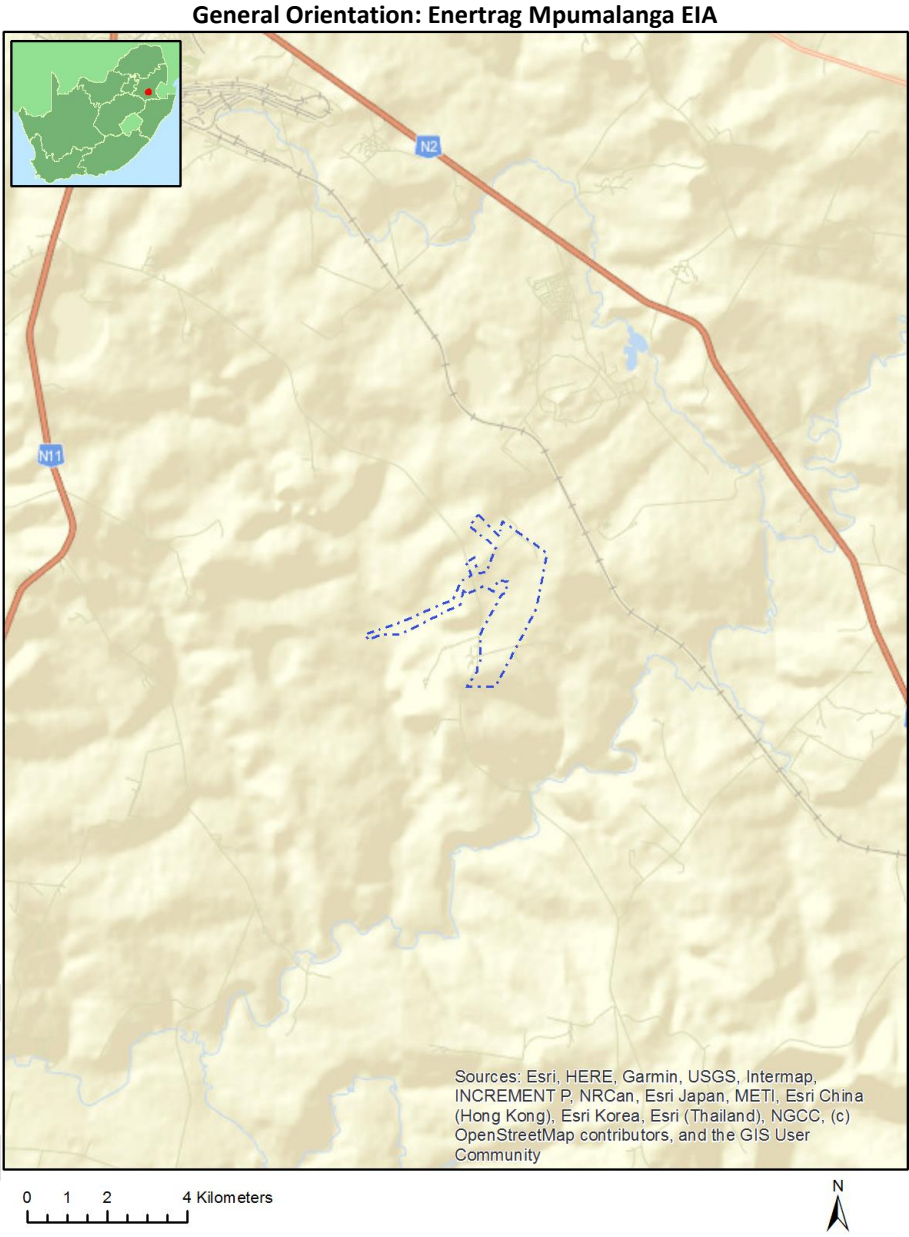 General Orientation: Enertrag Mpumalanga EIA
N2
N11
Sources: Esri, HERE, Garmin, USGS, Intermap,
INCREMENT P, NRCan, Esri Japan, METI, Esri China
(Hong Kong), Esri Korea, Esri (Thailand), NGCC, (c)
OpenStreetMap contributors, and the GIS User
Community
0 1 2 4 Kilometers
N